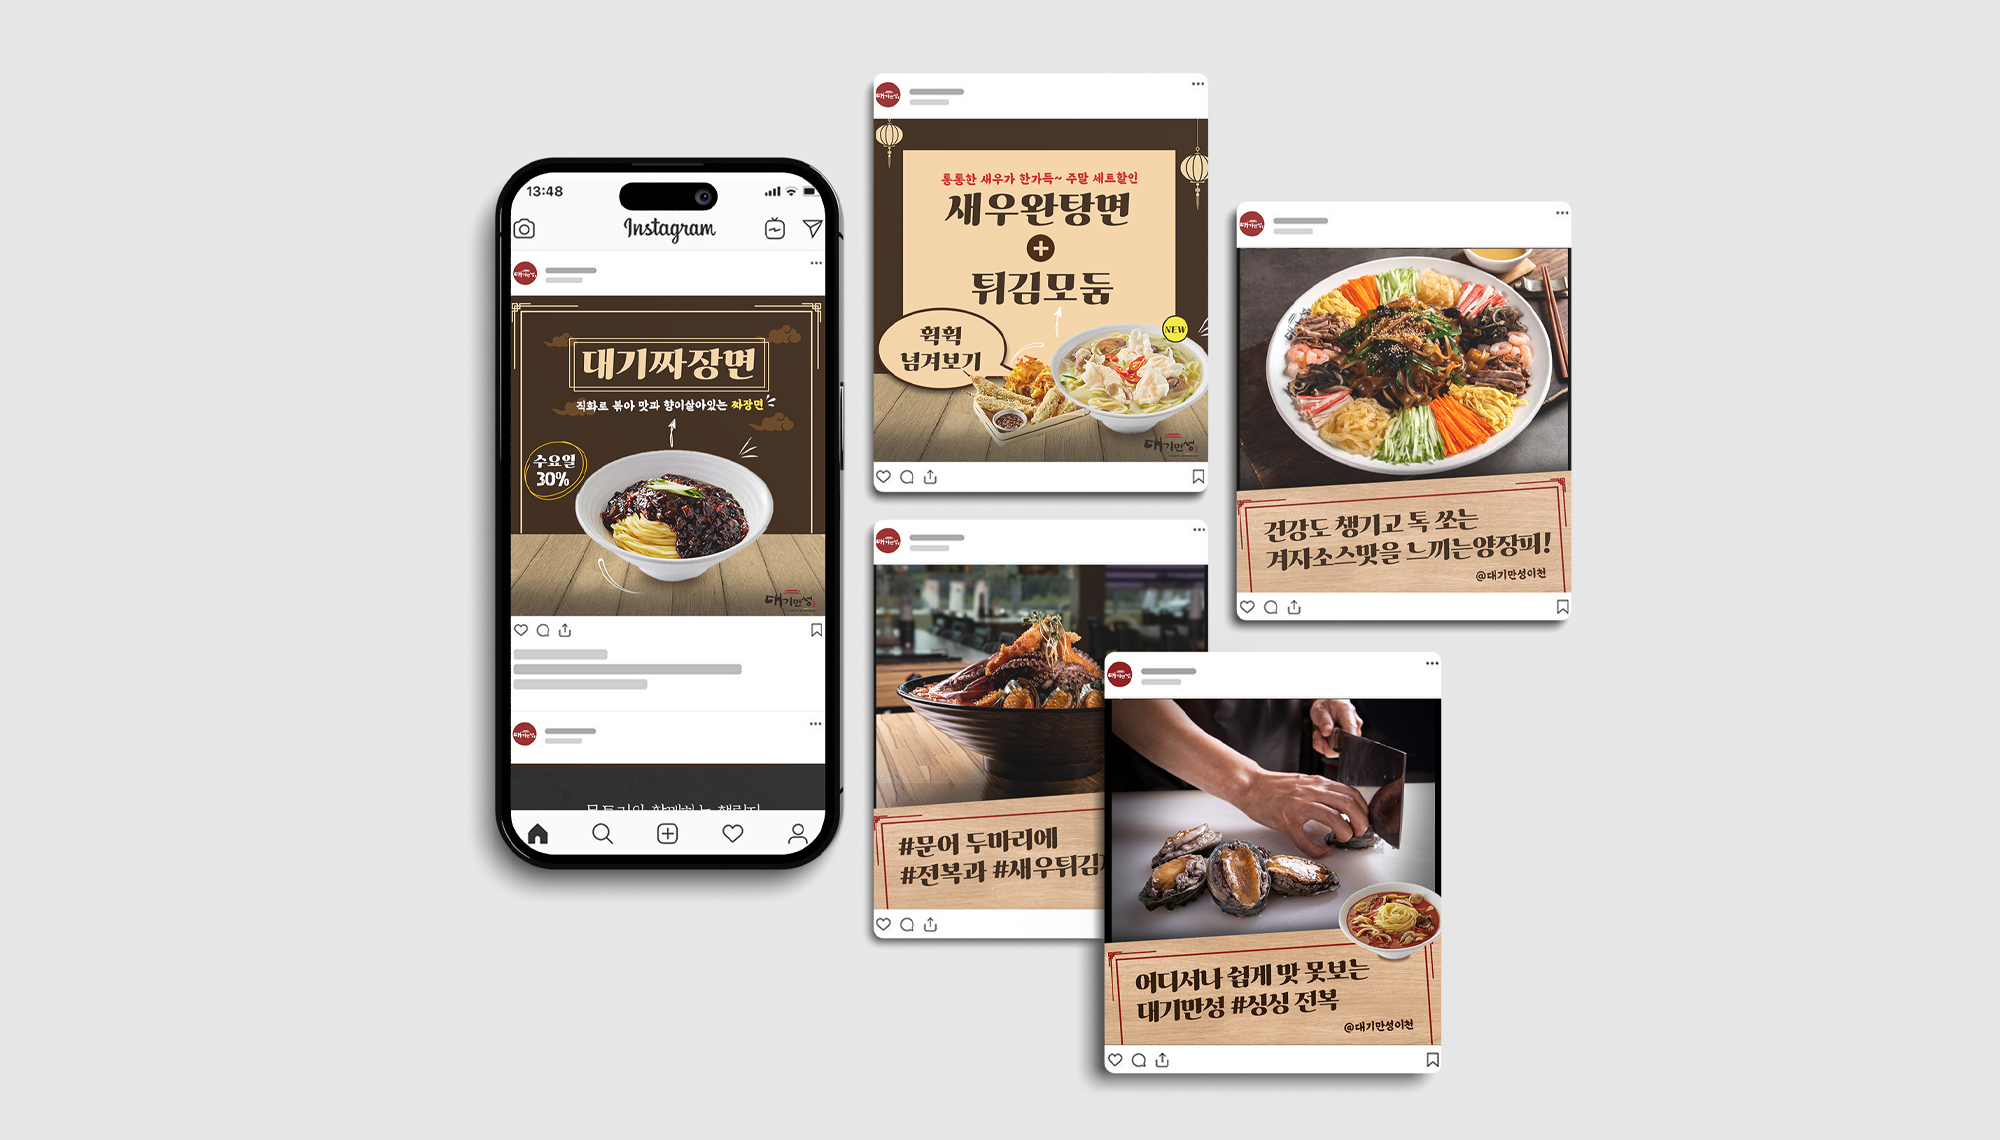 13:48
Instagram
대기짜장면
직화로 볶아 맛과 향이살아있는 짜장면
수요일
30%
대기만성
통통한 새우가 한가득~ 주말 세트할인
새우완탕면
+
튀김모둠
휙휙
넘겨보기
NEW
대기만성
건강도 챙기고 톡 쏘는
겨자소스맛을 느끼는양장피!
@대기만성이천
#문어 두마리에
#전복과 #새우튀김
어디서나 쉽게 맛 못보는
대기만성 #싱싱 전복
@대기만성이천